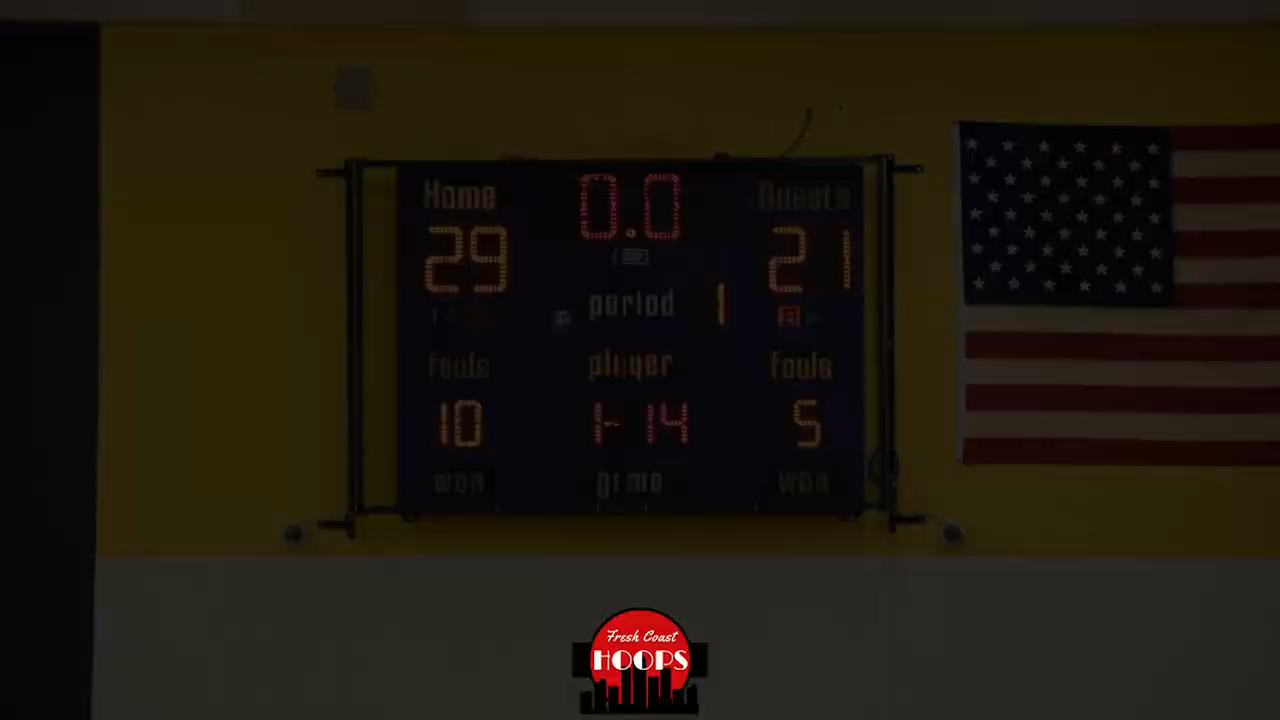 Home 0.0 Guests
29 21
period 1
fouls player fouls
10 1-14 5
won game won
Fresh Coast
HOOPS